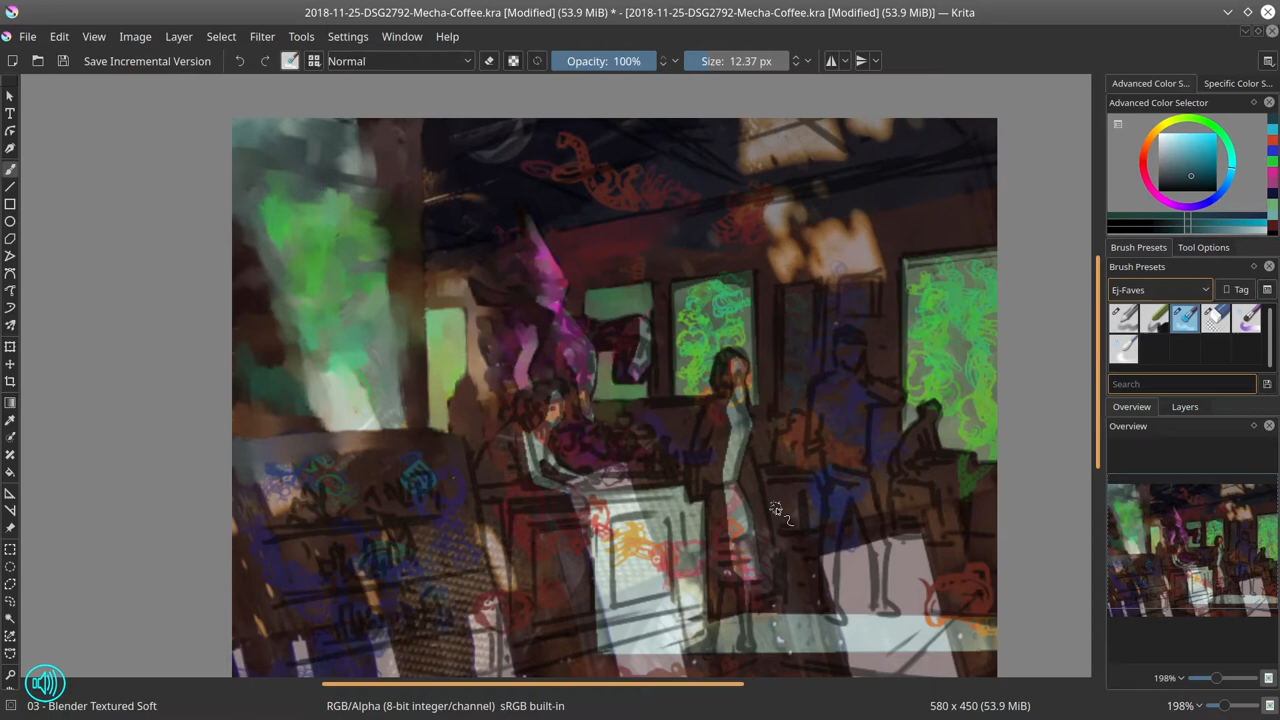 2018-11-25-DSG2792-Mecha-Coffee.kra [Modified] (53.9 MiB) * - [2018-11-25-DSG2792-Mecha-Coffee.kra [Modified] (53.9 MiB)] — Krita
File Edit View Image Layer Select Filter Tools Settings Window Help
Save Incremental Version Normal Opacity: 100% Size: 12.37 px
Advanced Color S... Specific Color S...
Advanced Color Selector
Brush Presets Tool Options
Brush Presets
Ej-Faves Tag
Search
Overview Layers
Overview
198%
03 - Blender Textured Soft RGB/Alpha (8-bit integer/channel) sRGB built-in 580 x 450 (53.9 MiB) 198%